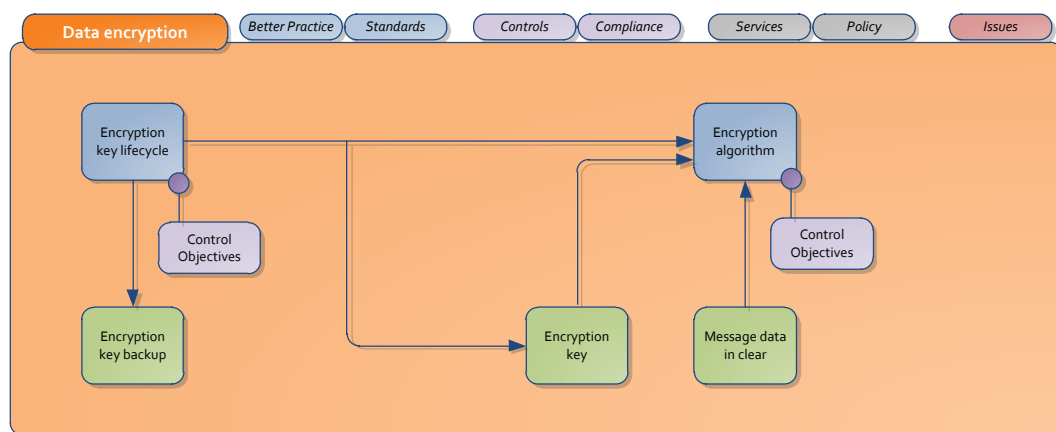 Data encryption
Better Practice
Standards
Controls
Compliance
Services
Policy
Issues
Encryption
key lifecycle
Encryption
algorithm
Control
Objectives
Control
Objectives
Encryption
key backup
Encryption
key
Message data
in clear